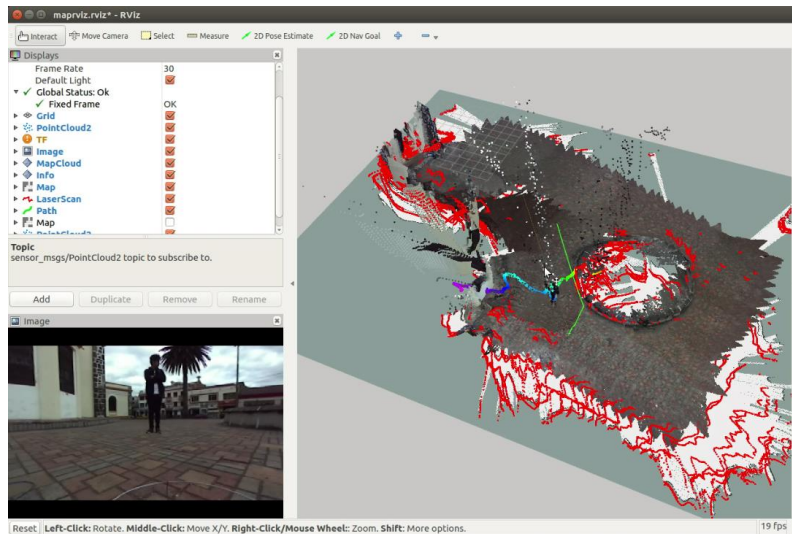 maprviz.rviz* - RViz
Interact Move Camera Select Measure 2D Pose Estimate 2D Nav Goal
Displays
Frame Rate 30
Default Light
Global Status: Ok
Fixed Frame OK
Grid
PointCloud2
TF
Image
MapCloud
Info
Map
LaserScan
Path
Map
PointCloud2
Topic
sensor_msgs/PointCloud2 topic to subscribe to.
Add Duplicate Remove Rename
Image
Reset Left-Click: Rotate. Middle-Click: Move X/Y. Right-Click/Mouse Wheel:: Zoom. Shift: More options. 19 fps